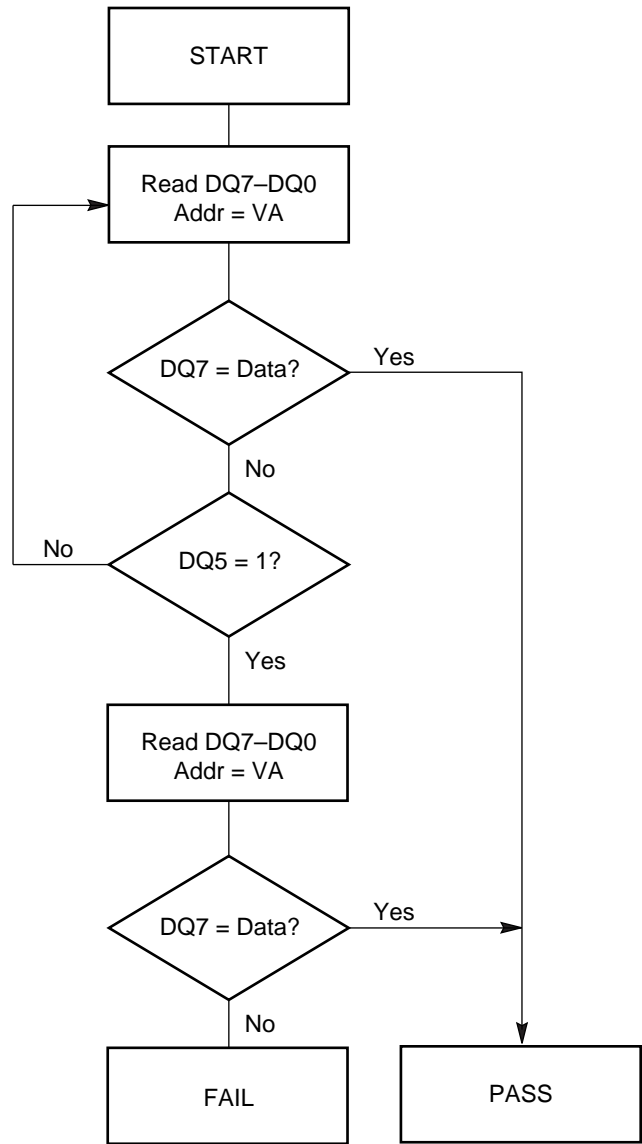 START
Read DQ7–DQ0
Addr = VA
DQ7 = Data?
Yes
No
No
DQ5 = 1?
Yes
Read DQ7–DQ0
Addr = VA
DQ7 = Data?
Yes
No
FAIL
PASS